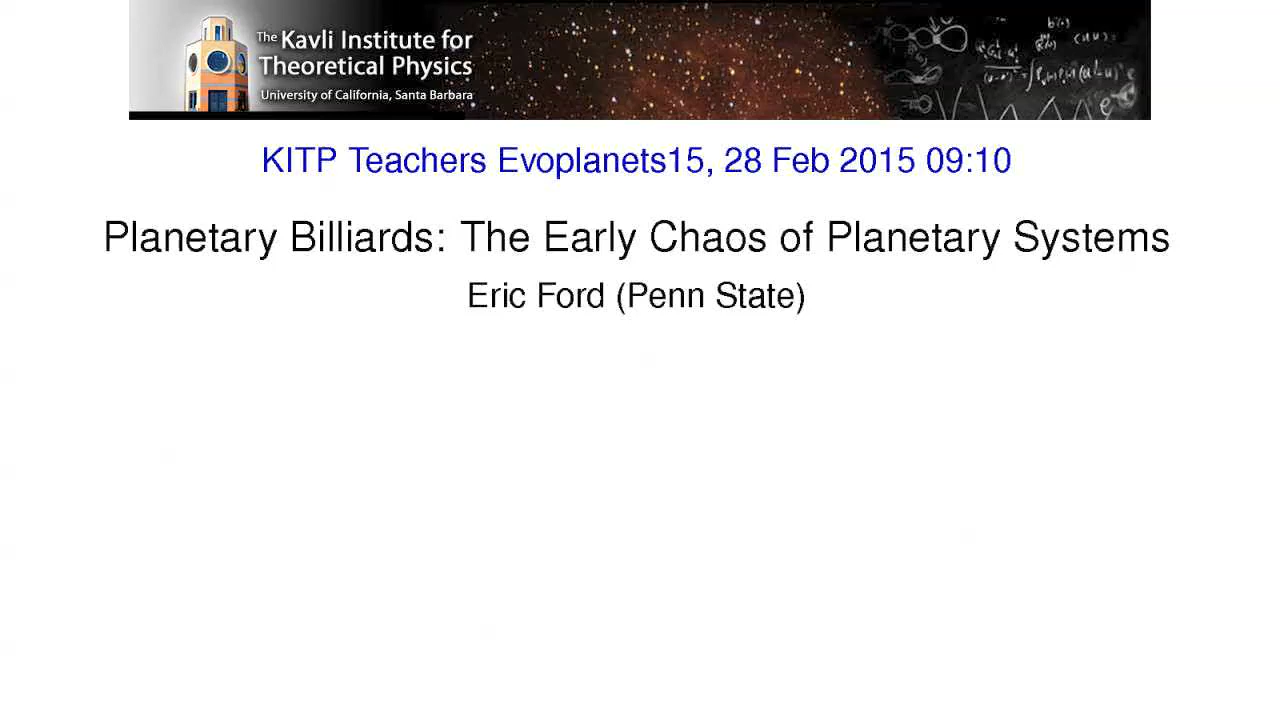 The Kavli Institute for
Theoretical Physics
University of California, Santa Barbara
KITP Teachers Evoplanets15, 28 Feb 2015 09:10
Planetary Billiards: The Early Chaos of Planetary Systems
Eric Ford (Penn State)